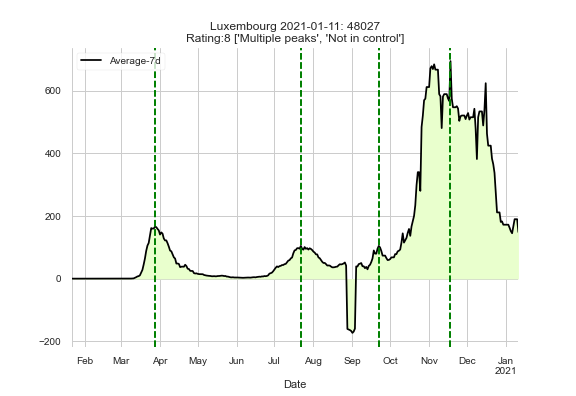 Luxembourg 2021-01-11: 48027
Rating:8 ['Multiple peaks', 'Not in control']
Average-7d
600
400
200
0
−200
Feb Mar Apr May Jun Jul Aug Sep Oct Nov Dec Jan
2021
Date